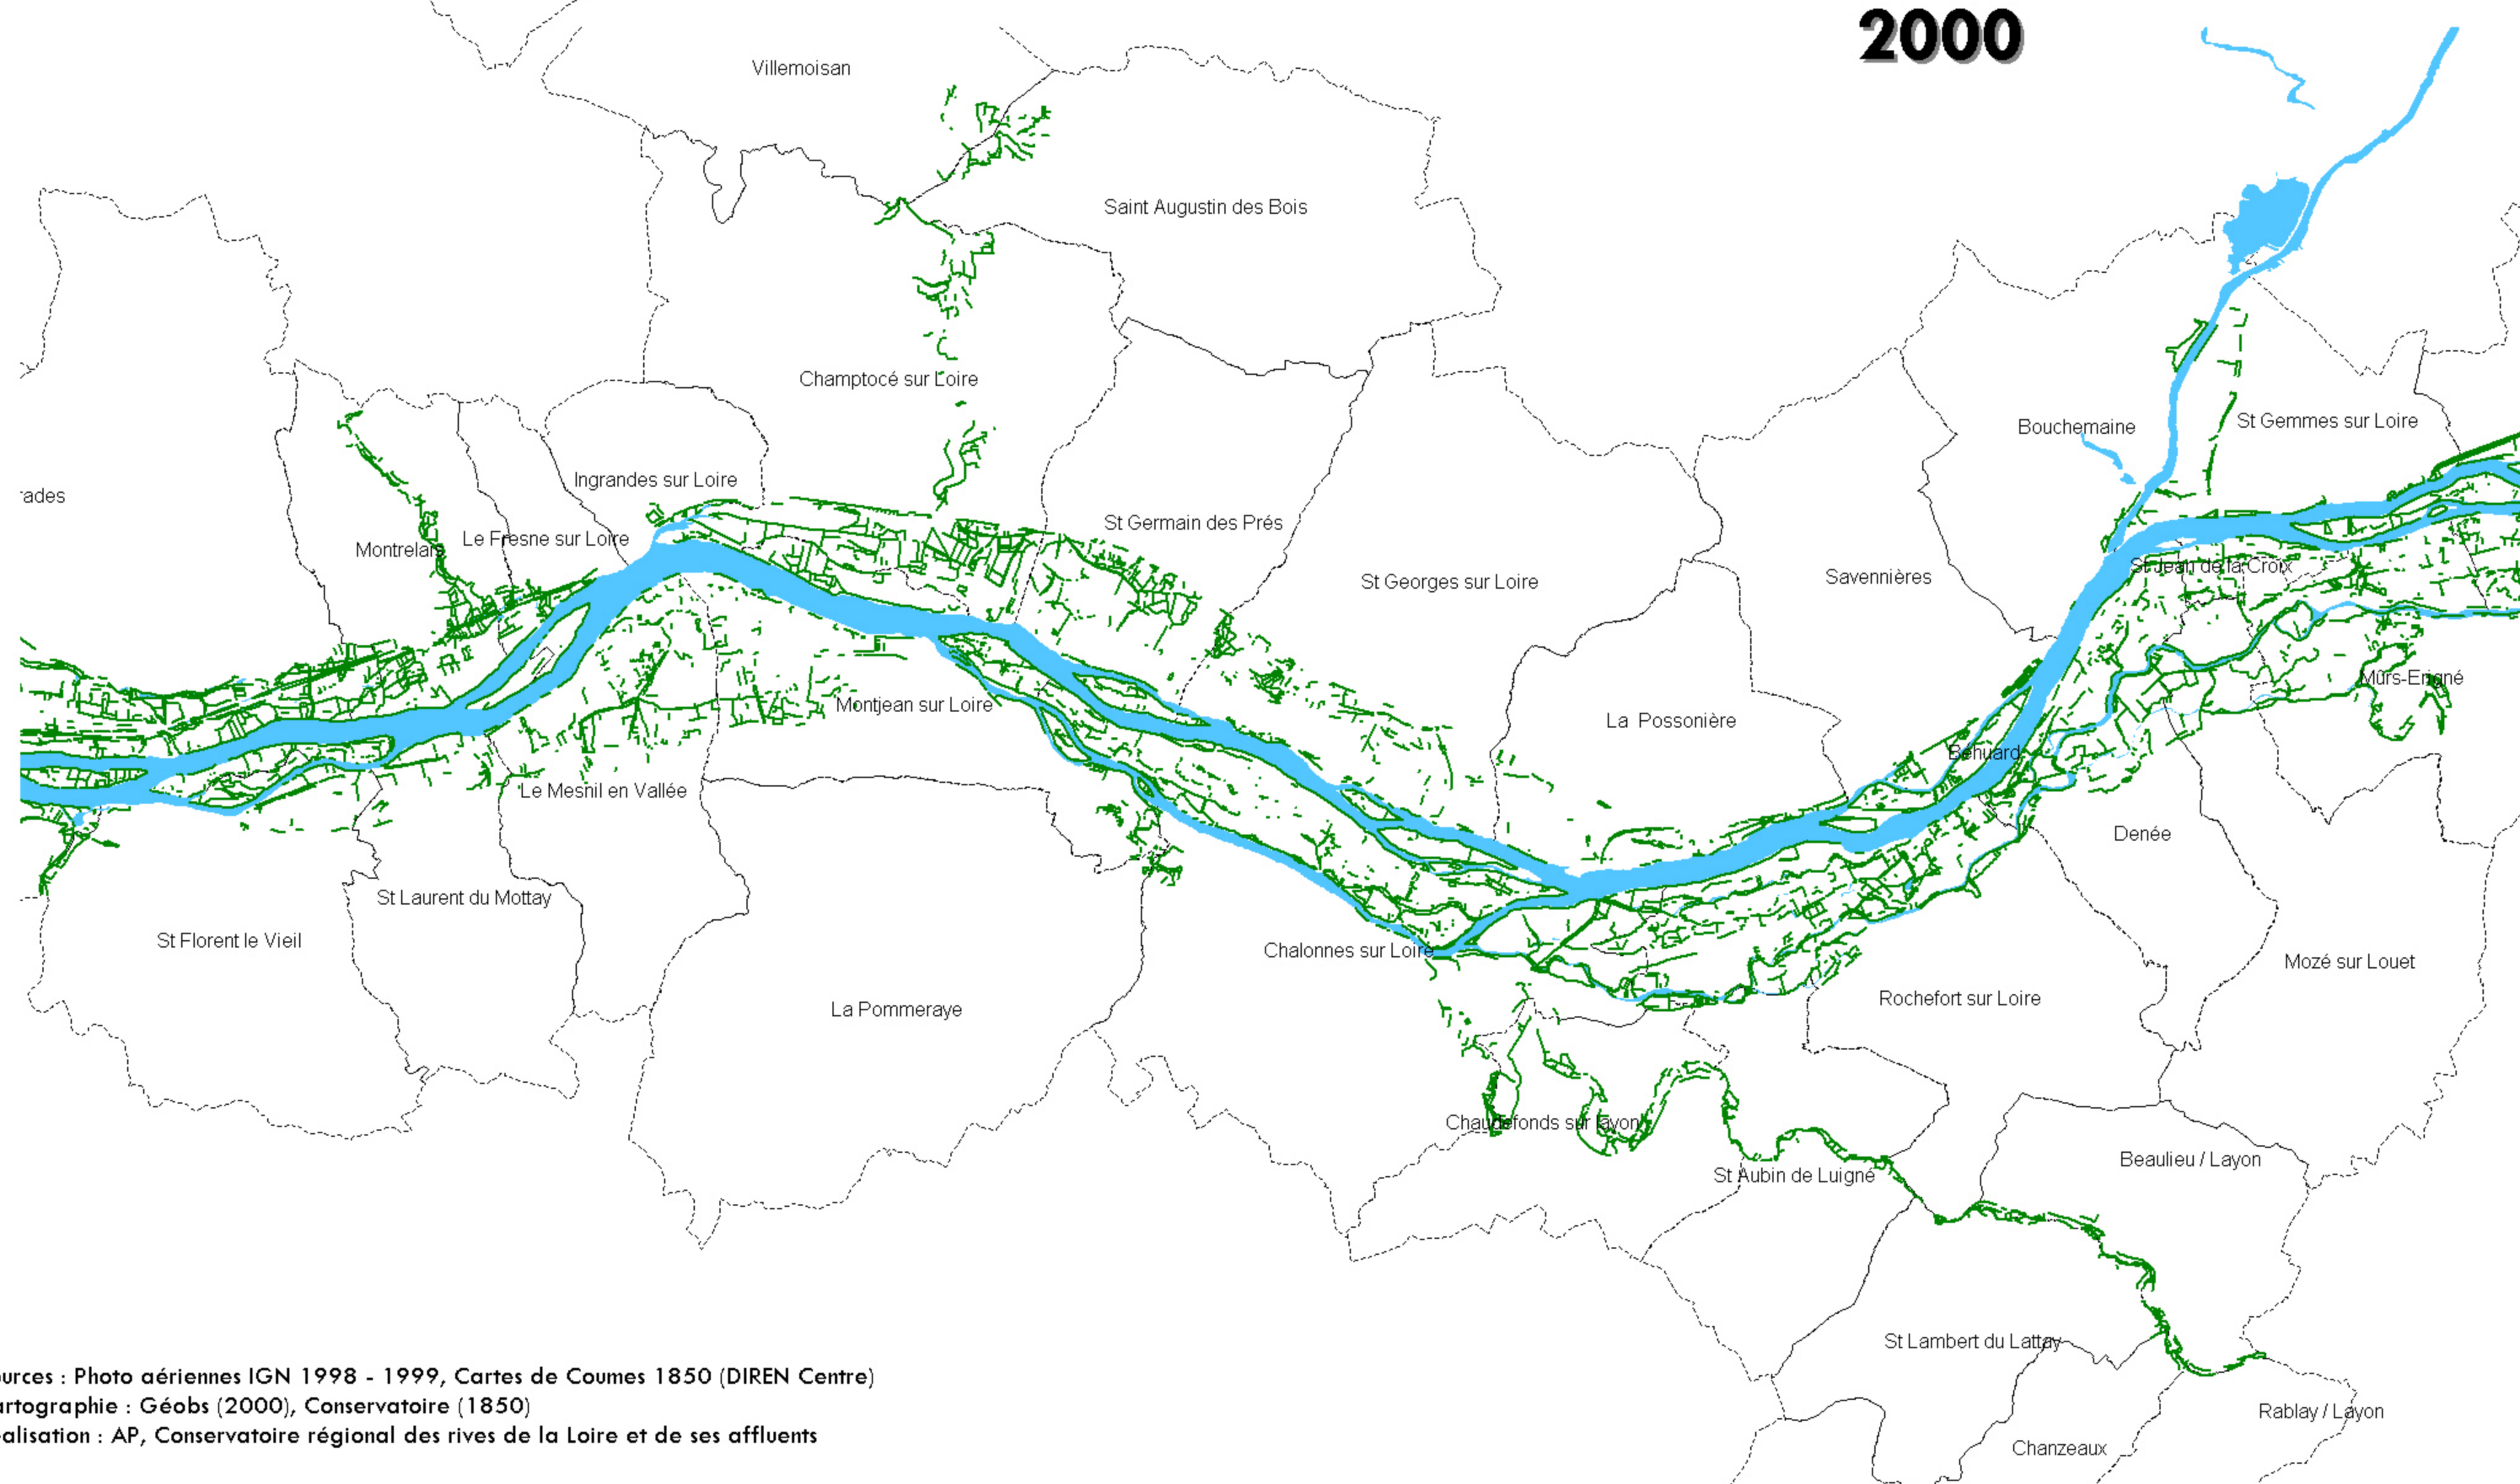 2000
Villemoisan
Saint Augustin des Bois
Champtocé sur Loire
Bouchemaine
St Gemmes sur Loire
Ingrandes sur Loire
rades
St Germain des Prés
Le Fresne sur Loire
Montrelais
St Jean de la Croix
St Georges sur Loire
Savennières
Mûrs-Erigné
Montjean sur Loire
La Possonière
Béhuard
Le Mesnil en Vallée
Denée
St Laurent du Mottay
St Florent le Vieil
Chalonnes sur Loire
Mozé sur Louet
Rochefort sur Loire
La Pommeraye
Chaudefonds sur layon
Beaulieu / Layon
St Aubin de Luigné
St Lambert du Lattay
Rablay / Layon
Chanzeaux
urces : Photo aériennes IGN 1998 - 1999, Cartes de Coumes 1850 (DIREN Centre)
artographie : Géobs (2000), Conservatoire (1850)
alisation : AP, Conservatoire régional des rives de la Loire et de ses affluents